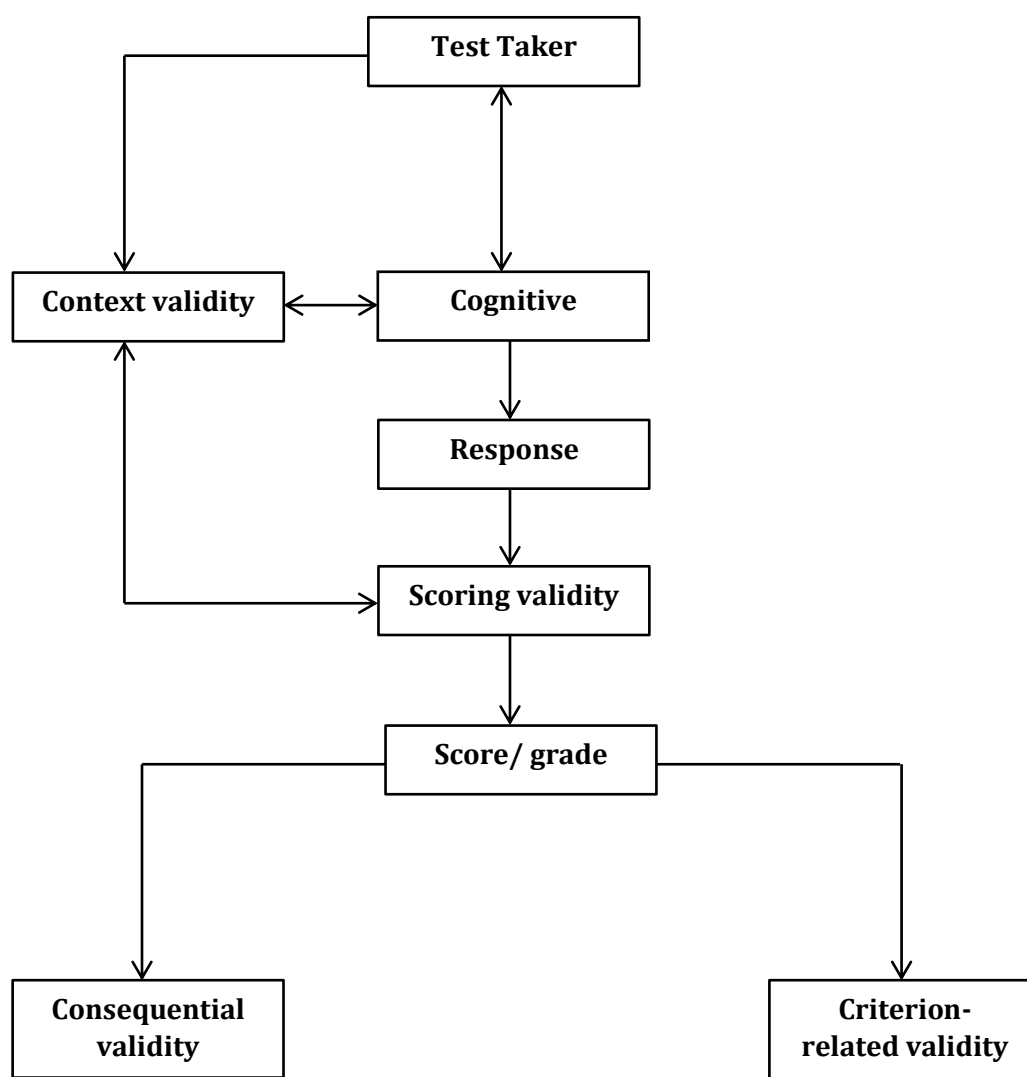 Test Taker
Context validity
Cognitive
Response
Scoring validity
Score/ grade
Consequential
validity
Criterion-
related validity